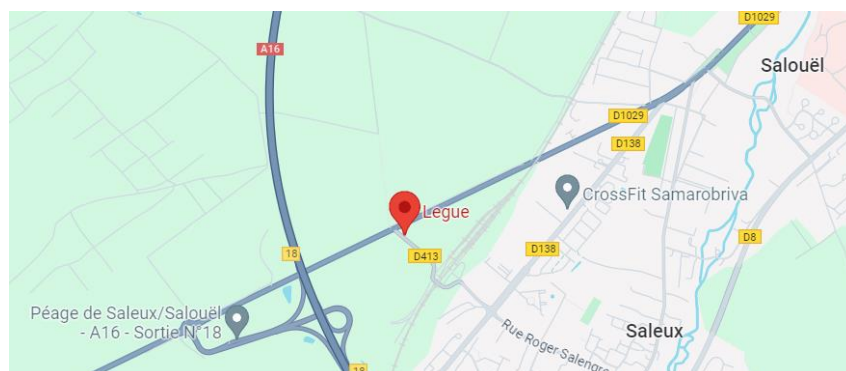 D1029
A16
Salouël
D1029
D138
CrossFit Samarobriva
Legue
D8
D138
18
D413
Péage de Saleux/Salouël
- A16 - Sortie N°18
Rue Roger Salengro
Saleux
18